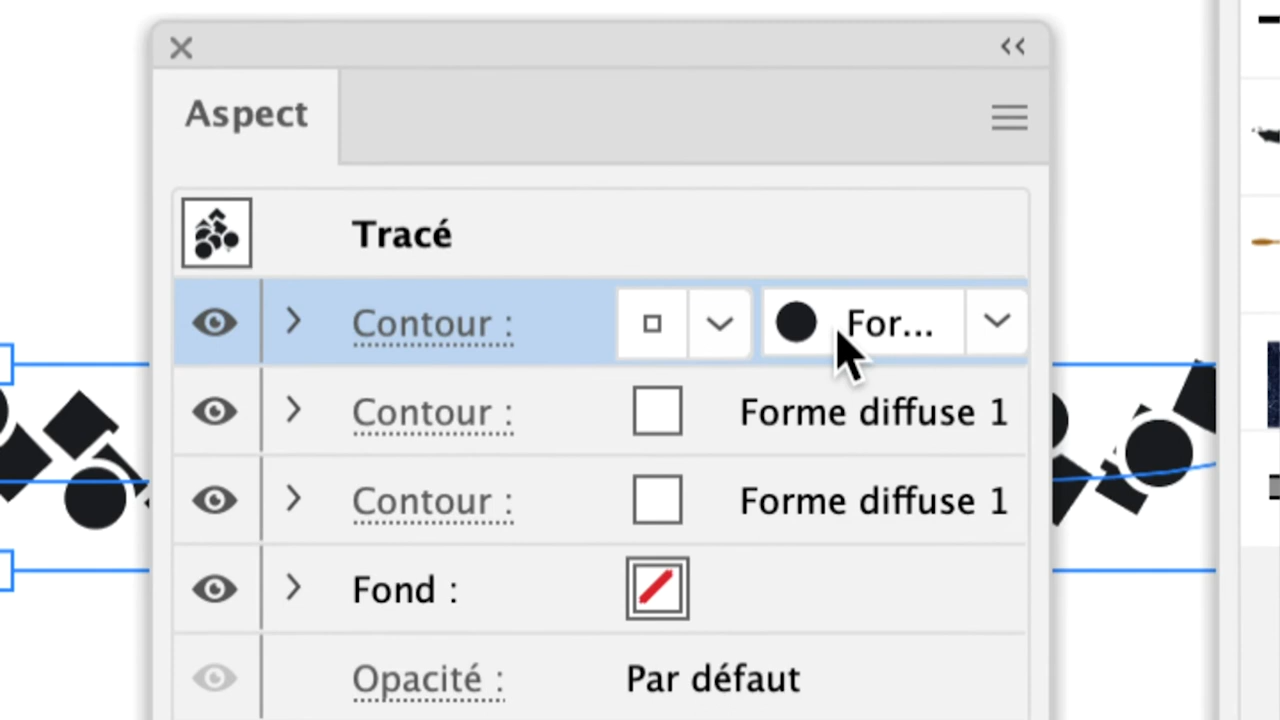 Aspect
Tracé
Contour : For...
Contour : Forme diffuse 1
Contour : Forme diffuse 1
Fond :
Opacité : Par défaut